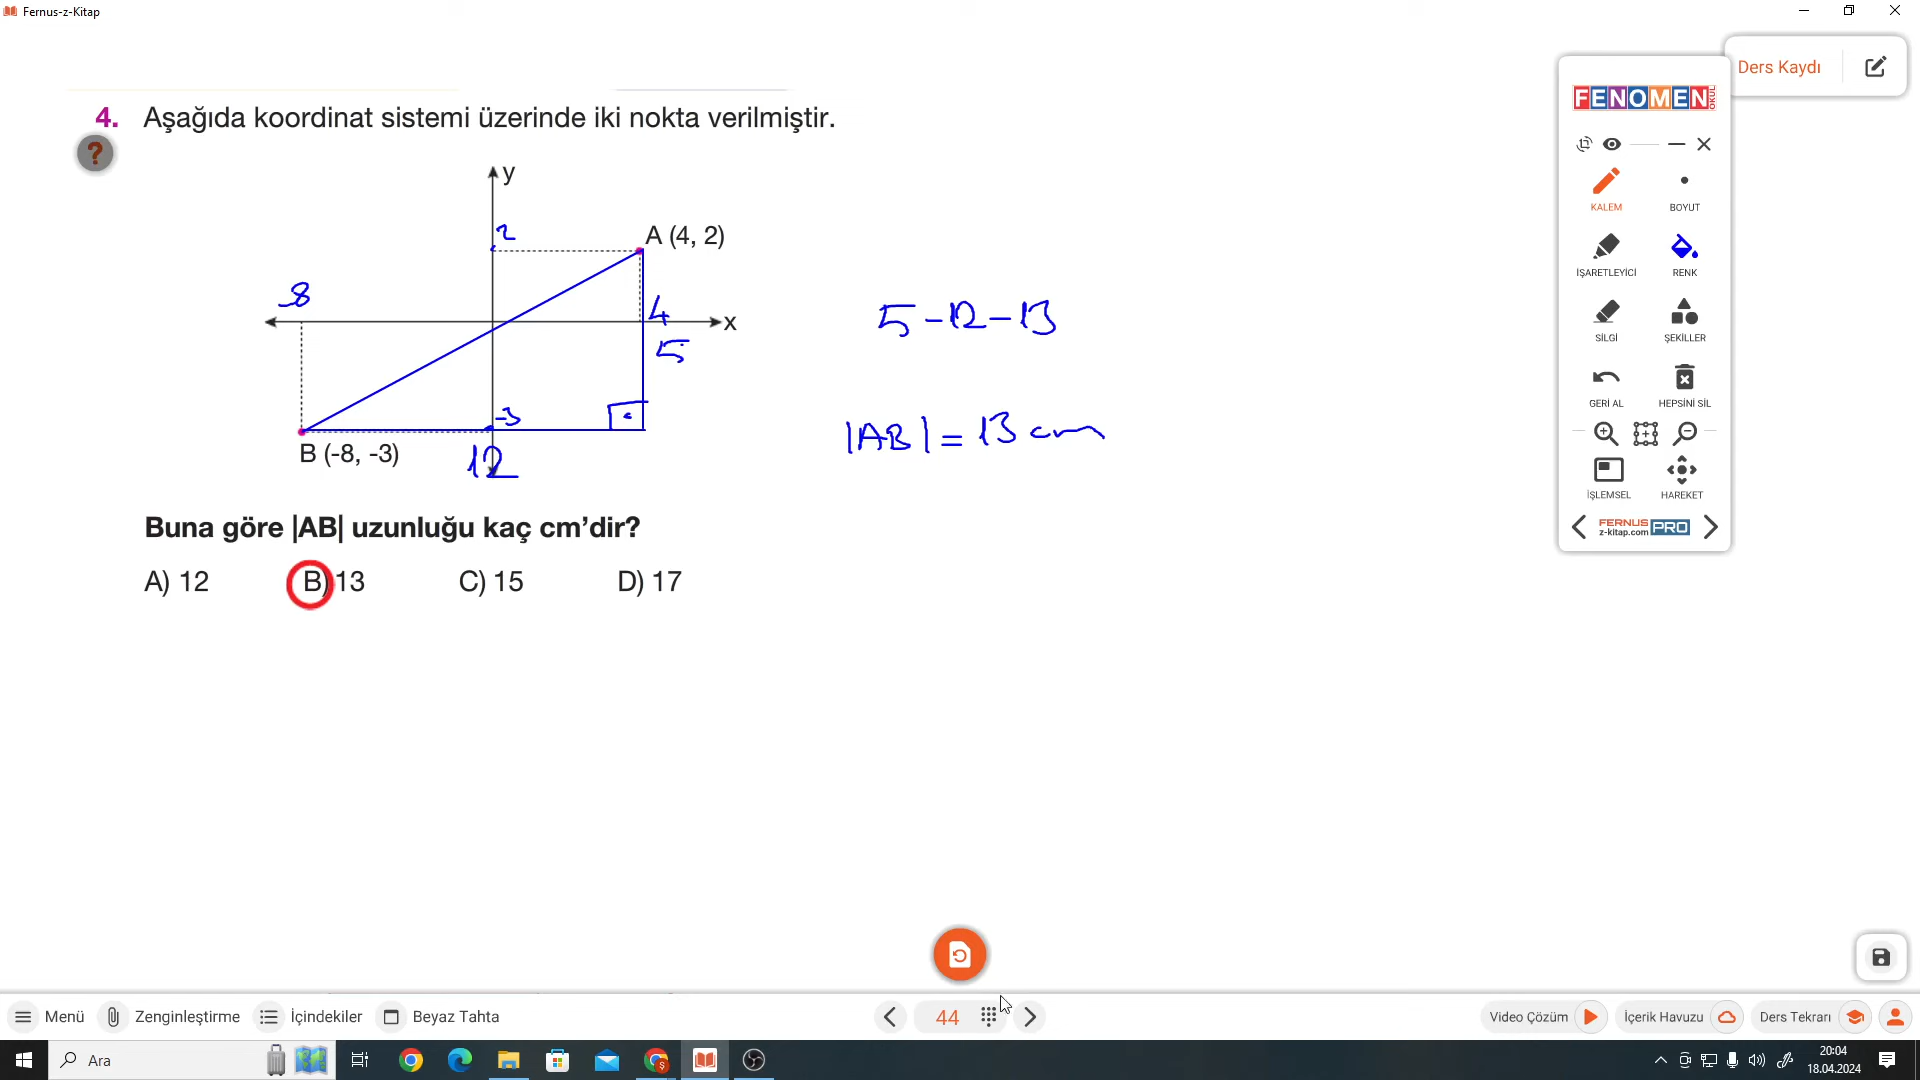 Fernus-z-Kitap
Ders Kaydı
FENOMEN OKUL
4. Aşağıda koordinat sistemi üzerinde iki nokta verilmiştir.
?
y
2
A (4, 2)
-8
4
x
5
5-12-13
-3
B (-8, -3)
12
|AB| = 13 cm
Buna göre |AB| uzunluğu kaç cm'dir?
A) 12 B) 13 C) 15 D) 17
KALEM BOYUT
İŞARETLEYİCİ RENK
SİLGİ ŞEKİLLER
GERİ AL HEPSİNİ SİL
İŞLEMSEL HAREKET
FERNUS PRO
z-kitap.com
Menü Zenginleştirme İçindekiler Beyaz Tahta 44 Video Çözüm İçerik Havuzu Ders Tekrarı
Ara
20:04
18.04.2024